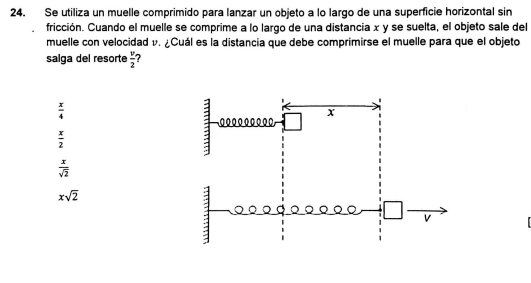 24. Se utiliza un muelle comprimido para lanzar un objeto a lo largo de una superficie horizontal sin
fricción. Cuando el muelle se comprime a lo largo de una distancia x y se suelta, el objeto sale del
muelle con velocidad v. ¿Cuál es la distancia que debe comprimirse el muelle para que el objeto
salga del resorte v/2?
x/4
x/2
x/√2
x√2
x
V
[